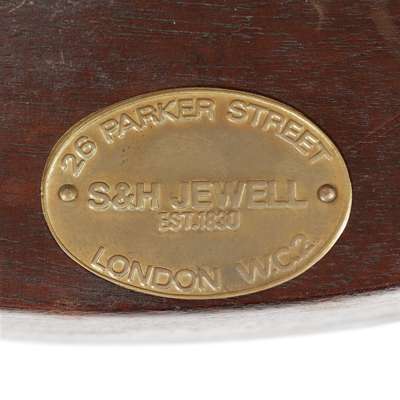 26 PARKER STREET
S&H JEWELL
EST.1830
LONDON W.C.2.